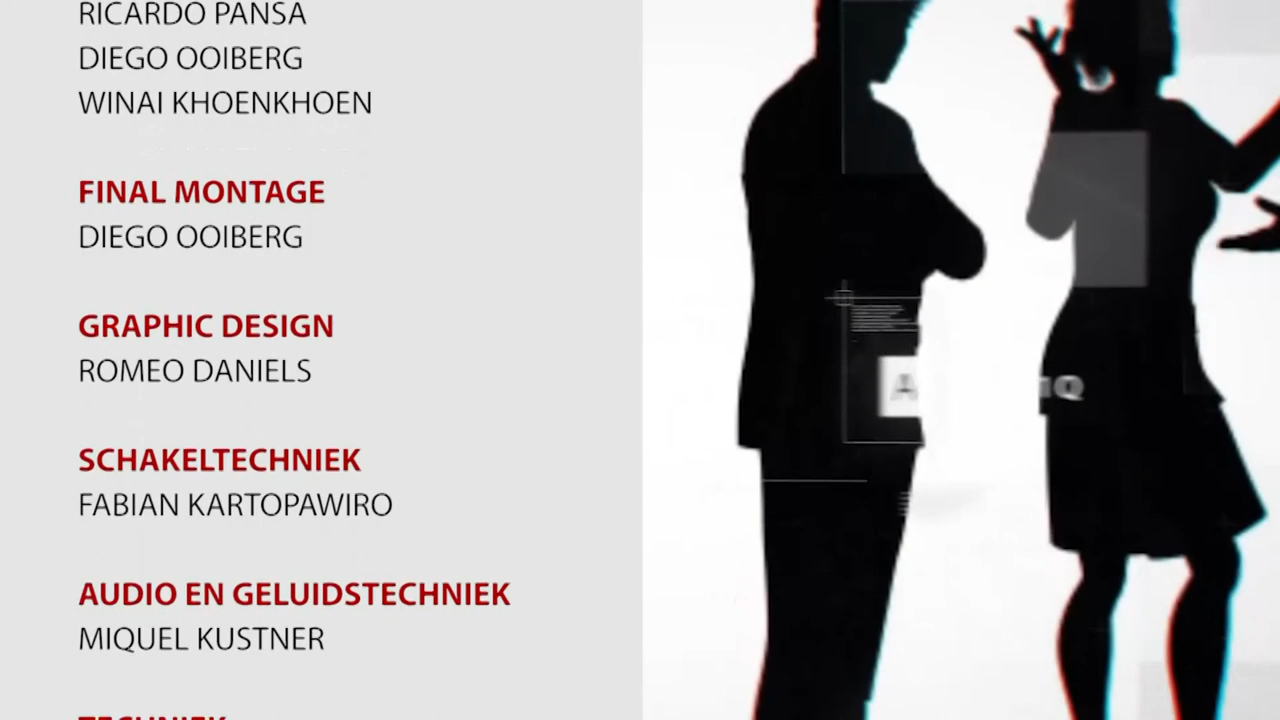 RICARDO PANSA
DIEGO OOIBERG
WINAI KHOENKHOEN
FINAL MONTAGE
DIEGO OOIBERG
GRAPHIC DESIGN
ROMEO DANIELS
SCHAKELTECHNIEK
FABIAN KARTOPAWIRO
AUDIO EN GELUIDSTECHNIEK
MIQUEL KUSTNER
TECHNIEK